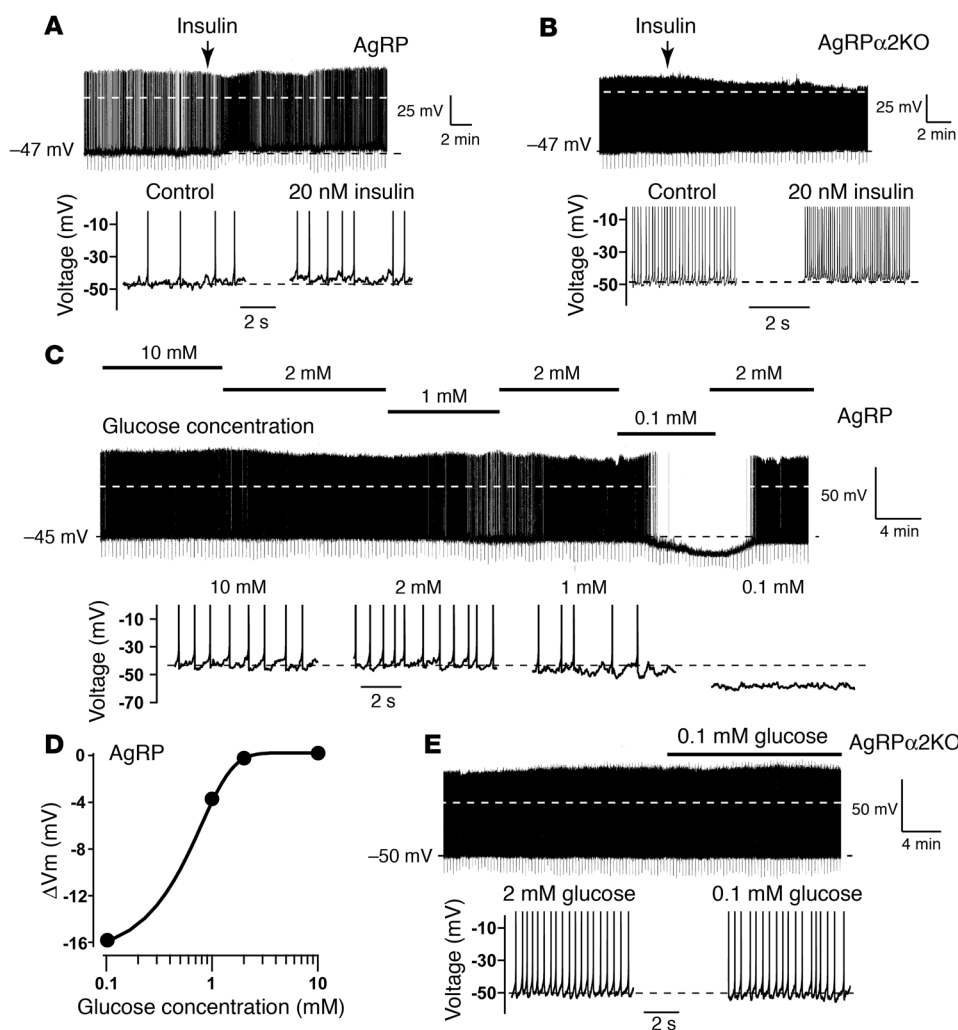 A
Insulin
AgRP
−47 mV
25 mV
2 min
Control
20 nM insulin
Voltage (mV)
-10
-30
-50
2 s
B
Insulin
AgRPα2KO
−47 mV
25 mV
2 min
Control
20 nM insulin
Voltage (mV)
-10
-30
-50
2 s
C
10 mM
2 mM
1 mM
2 mM
0.1 mM
2 mM
Glucose concentration
AgRP
−45 mV
50 mV
4 min
10 mM
2 mM
1 mM
0.1 mM
Voltage (mV)
-10
-30
-50
-70
2 s
D
AgRP
ΔVm (mV)
0
-4
-8
-12
-16
0.1
1
10
Glucose concentration (mM)
E
0.1 mM glucose
AgRPα2KO
−50 mV
50 mV
4 min
2 mM glucose
0.1 mM glucose
Voltage (mV)
-10
-30
-50
2 s